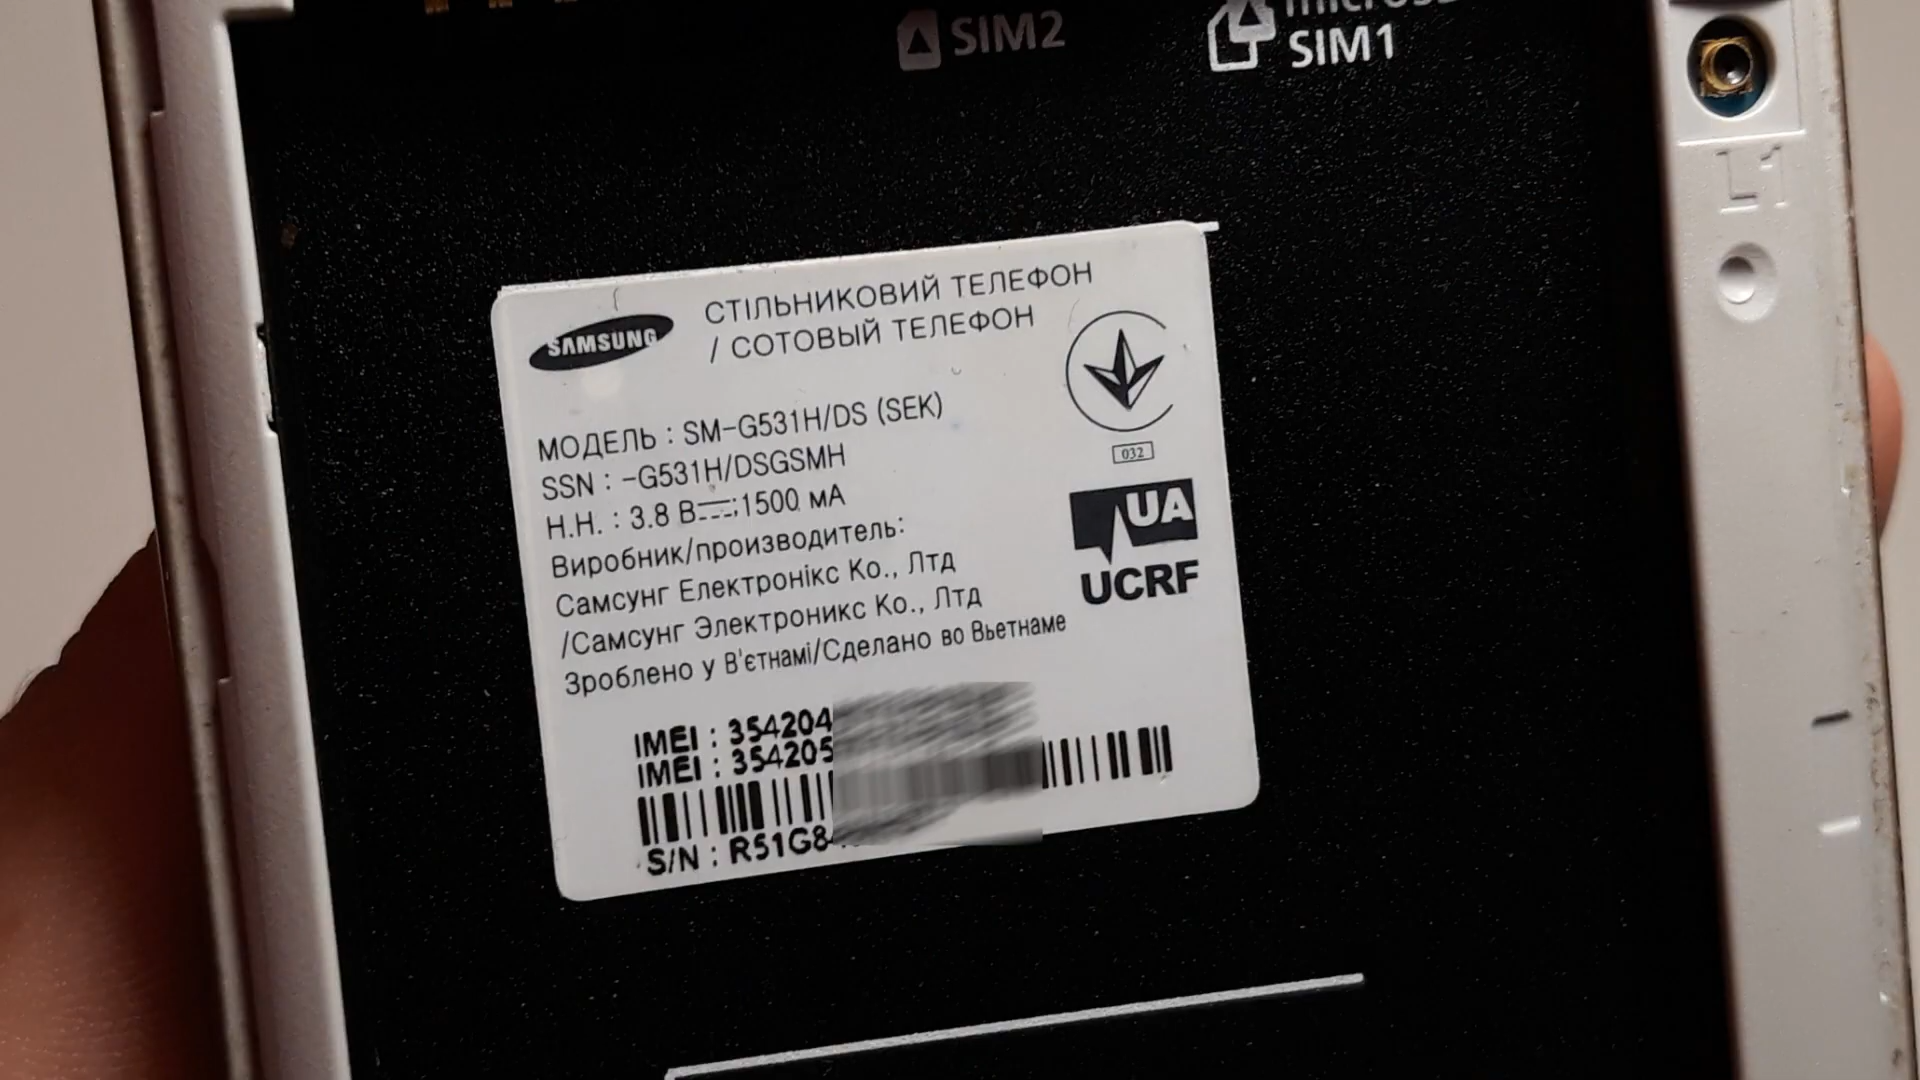 SIM2
SIM1
L1
SAMSUNG
СТІЛЬНИКОВИЙ ТЕЛЕФОН
/ СОТОВЫЙ ТЕЛЕФОН
МОДЕЛЬ : SM-G531H/DS (SEK)
SSN : -G531H/DSGSMH
Н.Н. : 3.8 В⎓;1500 мА
Виробник/производитель:
Самсунг Електронікс Ко., Лтд
/Самсунг Электроникс Ко., Лтд
Зроблено у В'єтнамі/Сделано во Вьетнаме
032
UA
UCRF
IMEI : 354204
IMEI : 354205
S/N : R51G8